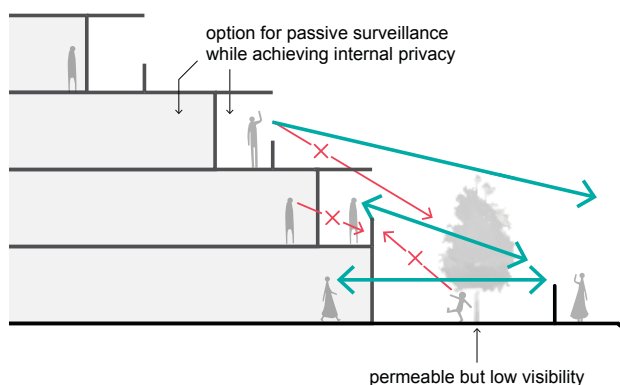 option for passive surveillance
while achieving internal privacy
permeable but low visibility